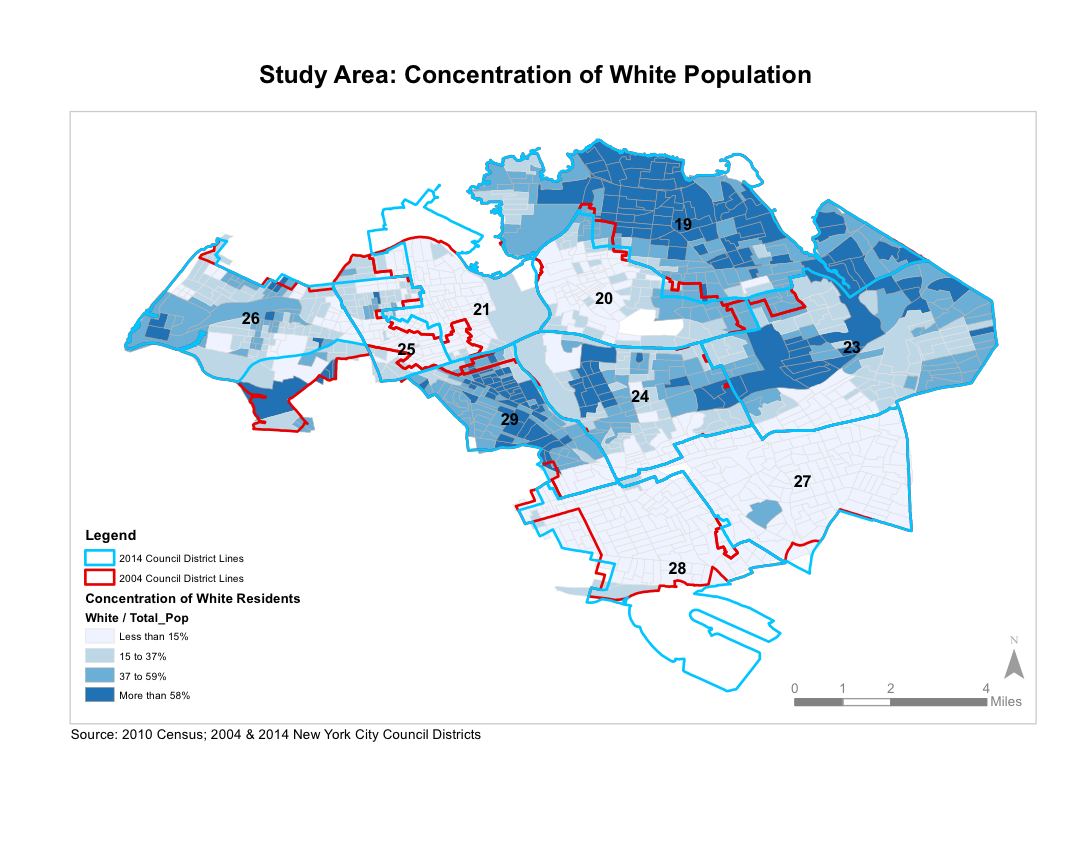 Study Area: Concentration of White Population
19
20
21
26
25
23
24
29
27
28
Legend
2014 Council District Lines
2004 Council District Lines
Concentration of White Residents
White / Total_Pop
Less than 15%
15 to 37%
37 to 59%
More than 58%
N
0 1 2 4
Miles
Source: 2010 Census; 2004 & 2014 New York City Council Districts